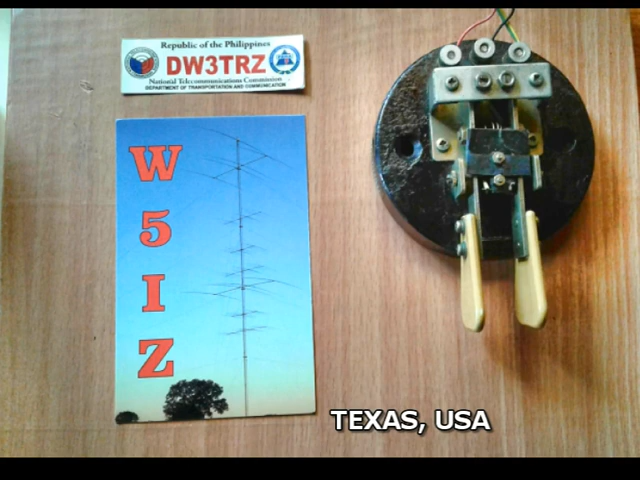 Republic of the Philippines
DW3TRZ
National Telecommunications Commission
DEPARTMENT OF TRANSPORTATION AND COMMUNICATION
W
5
I
Z
TEXAS, USA